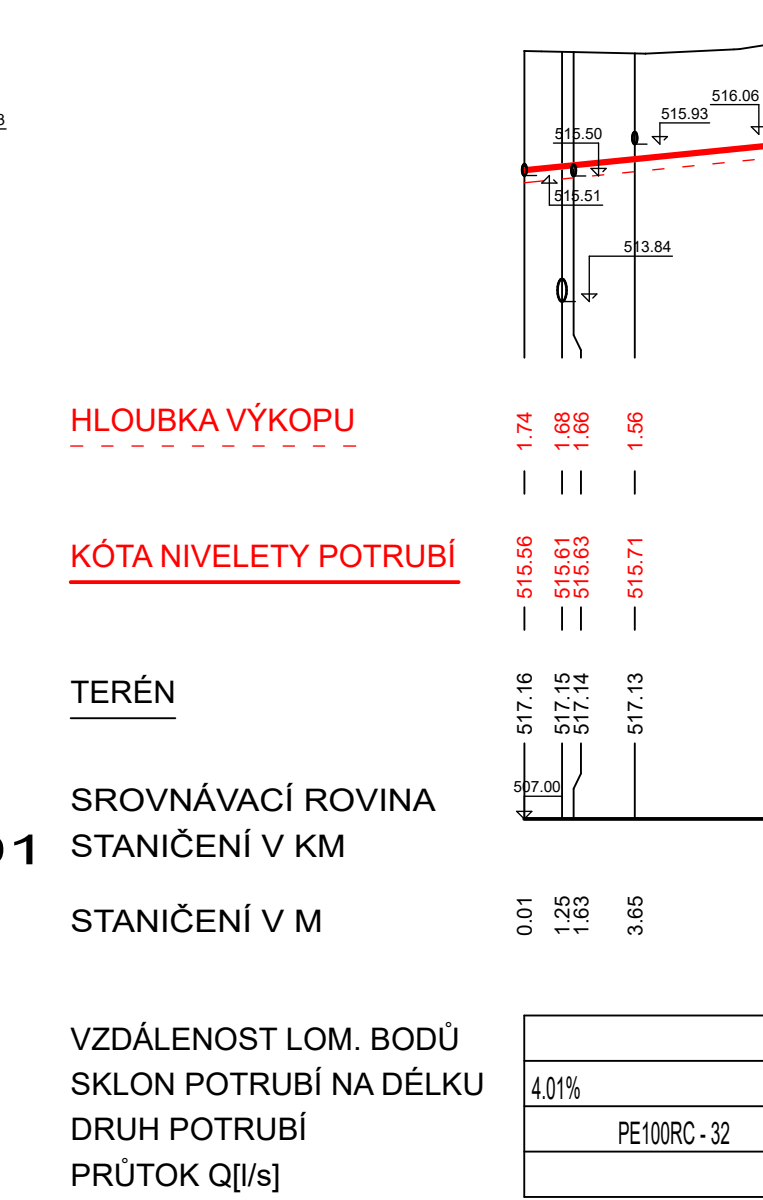 516.06
515.93
515.50
515.51
513.84
HLOUBKA VÝKOPU
1.74
1.68
1.66
1.56
KÓTA NIVELETY POTRUBÍ
515.56
515.61
515.63
515.71
TERÉN
517.16
517.15
517.14
517.13
SROVNÁVACÍ ROVINA
507.00
STANIČENÍ V KM
STANIČENÍ V M
0.01
1.25
1.63
3.65
VZDÁLENOST LOM. BODŮ
SKLON POTRUBÍ NA DÉLKU
4.01%
DRUH POTRUBÍ
PE100RC - 32
PRŮTOK Q[l/s]